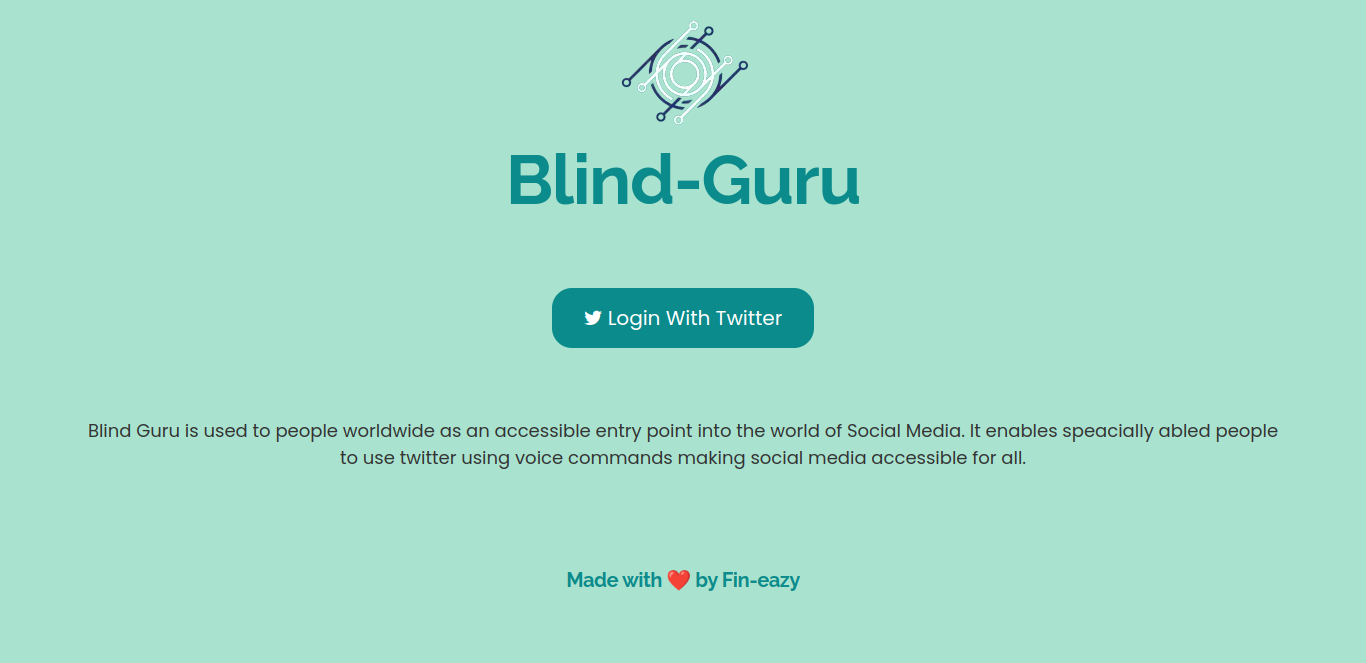 Blind-Guru
Login With Twitter
Blind Guru is used to people worldwide as an accessible entry point into the world of Social Media. It enables speacially abled people
to use twitter using voice commands making social media accessible for all.
Made with ❤️ by Fin-eazy